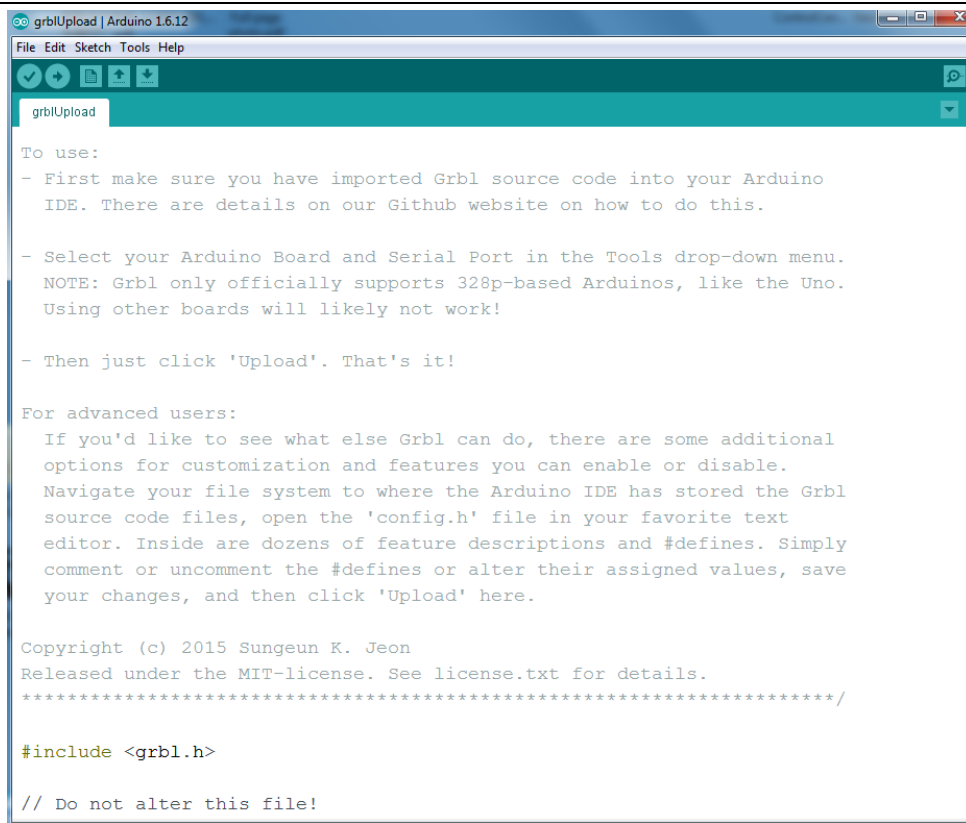 grblUpload | Arduino 1.6.12
File Edit Sketch Tools Help
grblUpload
To use:
- First make sure you have imported Grbl source code into your Arduino
IDE. There are details on our Github website on how to do this.
- Select your Arduino Board and Serial Port in the Tools drop-down menu.
NOTE: Grbl only officially supports 328p-based Arduinos, like the Uno.
Using other boards will likely not work!
- Then just click 'Upload'. That's it!
For advanced users:
If you'd like to see what else Grbl can do, there are some additional
options for customization and features you can enable or disable.
Navigate your file system to where the Arduino IDE has stored the Grbl
source code files, open the 'config.h' file in your favorite text
editor. Inside are dozens of feature descriptions and #defines. Simply
comment or uncomment the #defines or alter their assigned values, save
your changes, and then click 'Upload' here.
Copyright (c) 2015 Sungeun K. Jeon
Released under the MIT-license. See license.txt for details.
***********************************************************************/
#include <grbl.h>
// Do not alter this file!